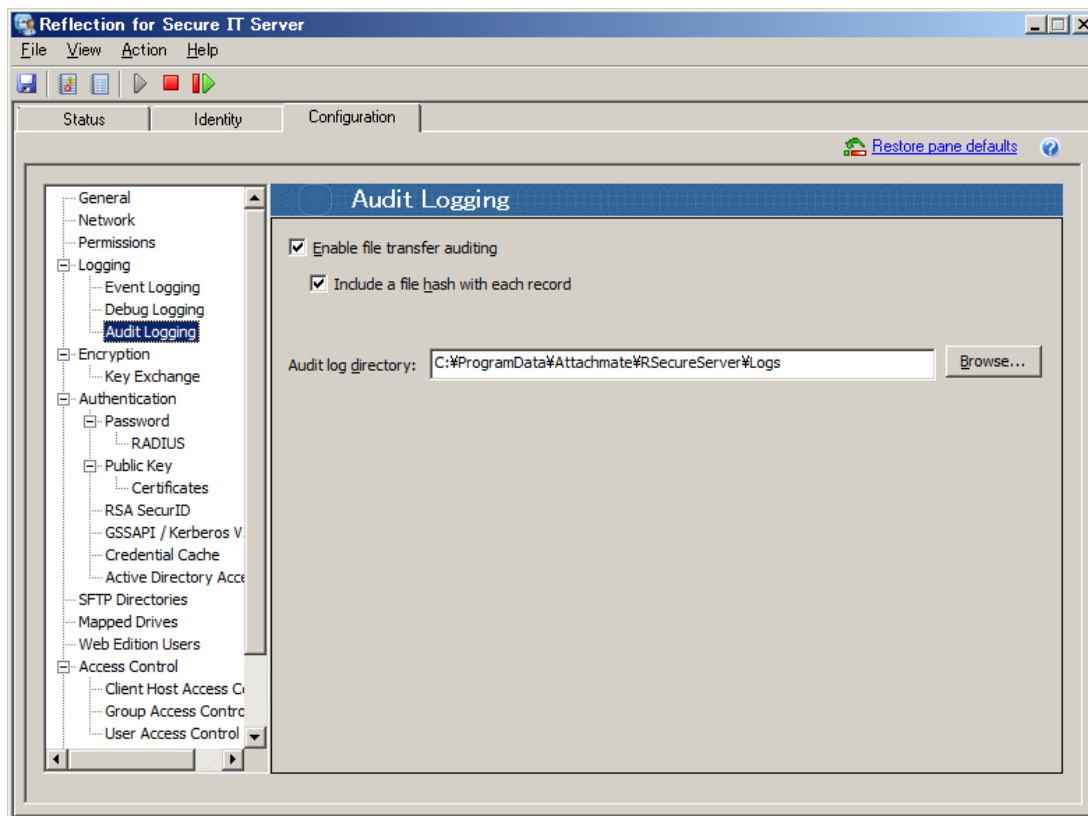 Reflection for Secure IT Server
File View Action Help
Status Identity Configuration
Restore pane defaults
General
Network
Permissions
Logging
Event Logging
Debug Logging
Audit Logging
Encryption
Key Exchange
Authentication
Password
RADIUS
Public Key
Certificates
RSA SecurID
GSSAPI / Kerberos V
Credential Cache
Active Directory Acce
SFTP Directories
Mapped Drives
Web Edition Users
Access Control
Client Host Access C
Group Access Contro
User Access Control
Audit Logging
Enable file transfer auditing
Include a file hash with each record
Audit log directory: C:¥ProgramData¥Attachmate¥RSecureServer¥Logs Browse...